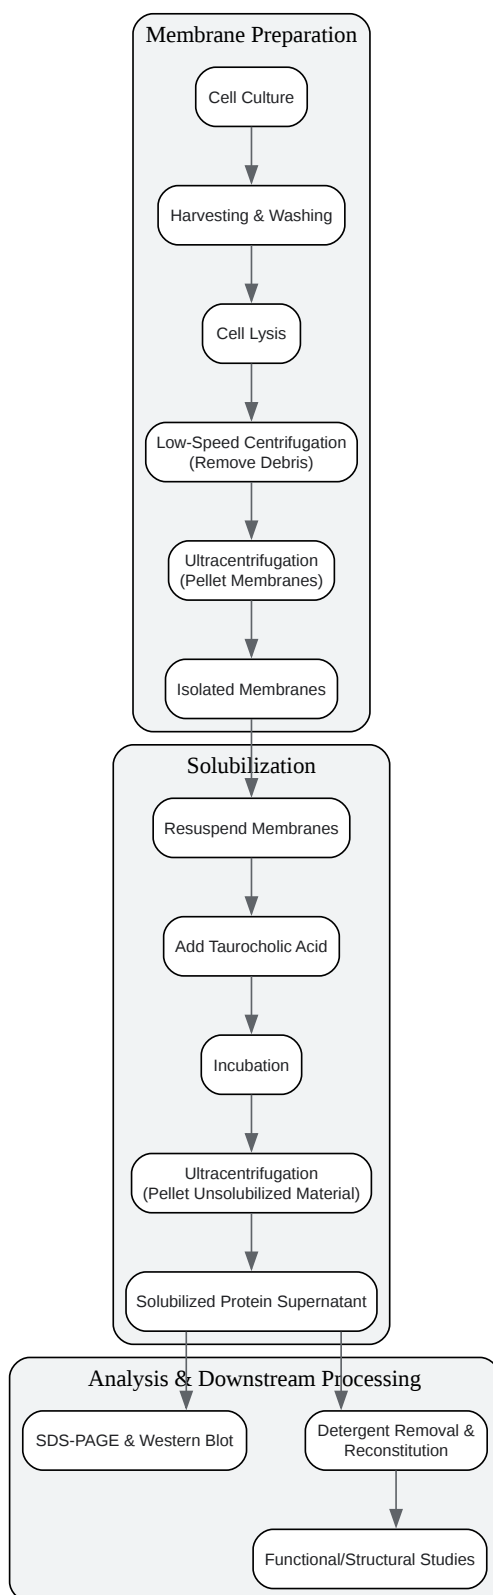 Membrane Preparation
Cell Culture
Harvesting & Washing
Cell Lysis
Low-Speed Centrifugation
(Remove Debris)
Ultracentrifugation
(Pellet Membranes)
Isolated Membranes
Solubilization
Resuspend Membranes
Add Taurocholic Acid
Incubation
Ultracentrifugation
(Pellet Unsolubilized Material)
Solubilized Protein Supernatant
Analysis & Downstream Processing
SDS-PAGE & Western Blot
Detergent Removal &
Reconstitution
Functional/Structural Studies